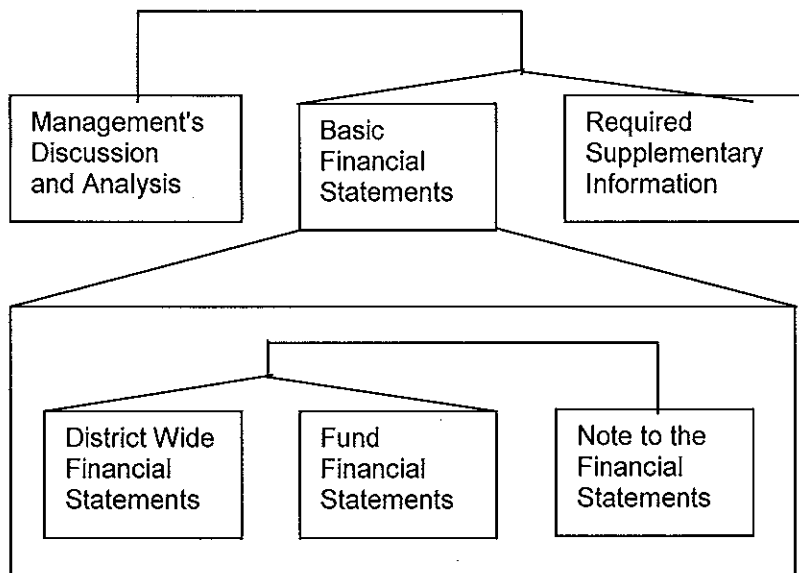 Management's
Discussion
and Analysis
Basic
Financial
Statements
Required
Supplementary
Information
District Wide
Financial
Statements
Fund
Financial
Statements
Note to the
Financial
Statements